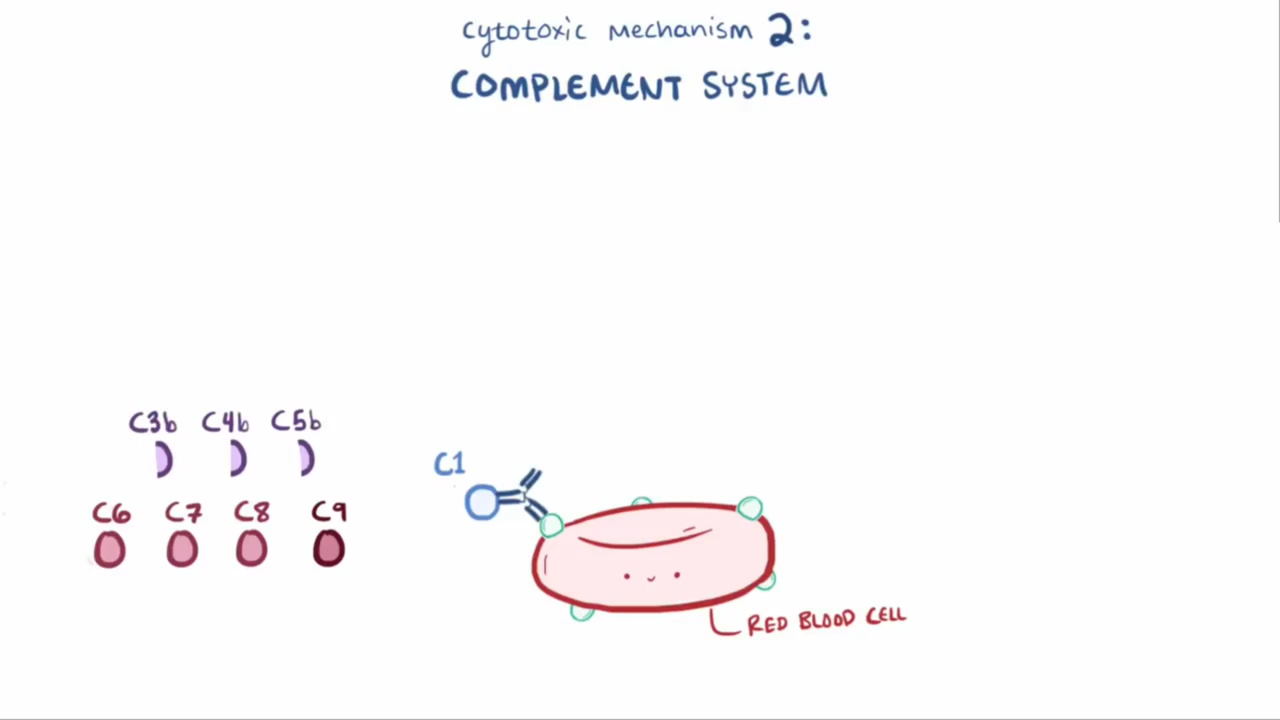 cytotoxic mechanism 2:
COMPLEMENT SYSTEM
C3b C4b C5b
C1
C6 C7 C8 C9
RED BLOOD CELL